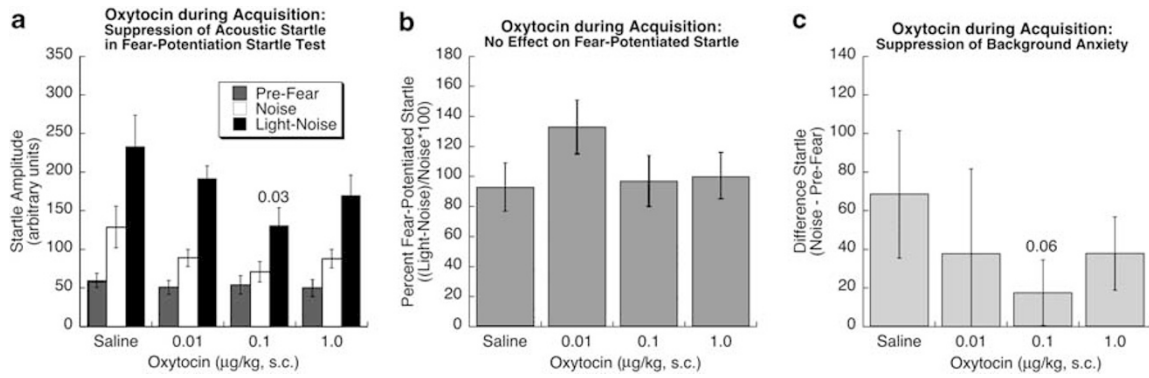 a
Oxytocin during Acquisition:
Suppression of Acoustic Startle
in Fear-Potentiation Startle Test
Startle Amplitude
(arbitrary units)
350
300
250
200
150
100
50
0
Pre-Fear
Noise
Light-Noise
0.03
Saline 0.01 0.1 1.0
Oxytocin (μg/kg, s.c.)
b
Oxytocin during Acquisition:
No Effect on Fear-Potentiated Startle
Percent Fear-Potentiated Startle
((Light-Noise)/Noise*100)
180
160
140
120
100
80
60
40
20
0
Saline 0.01 0.1 1.0
Oxytocin (μg/kg, s.c.)
c
Oxytocin during Acquisition:
Suppression of Background Anxiety
Difference Startle
(Noise - Pre-Fear)
140
120
100
80
60
40
20
0
0.06
Saline 0.01 0.1 1.0
Oxytocin (μg/kg, s.c.)